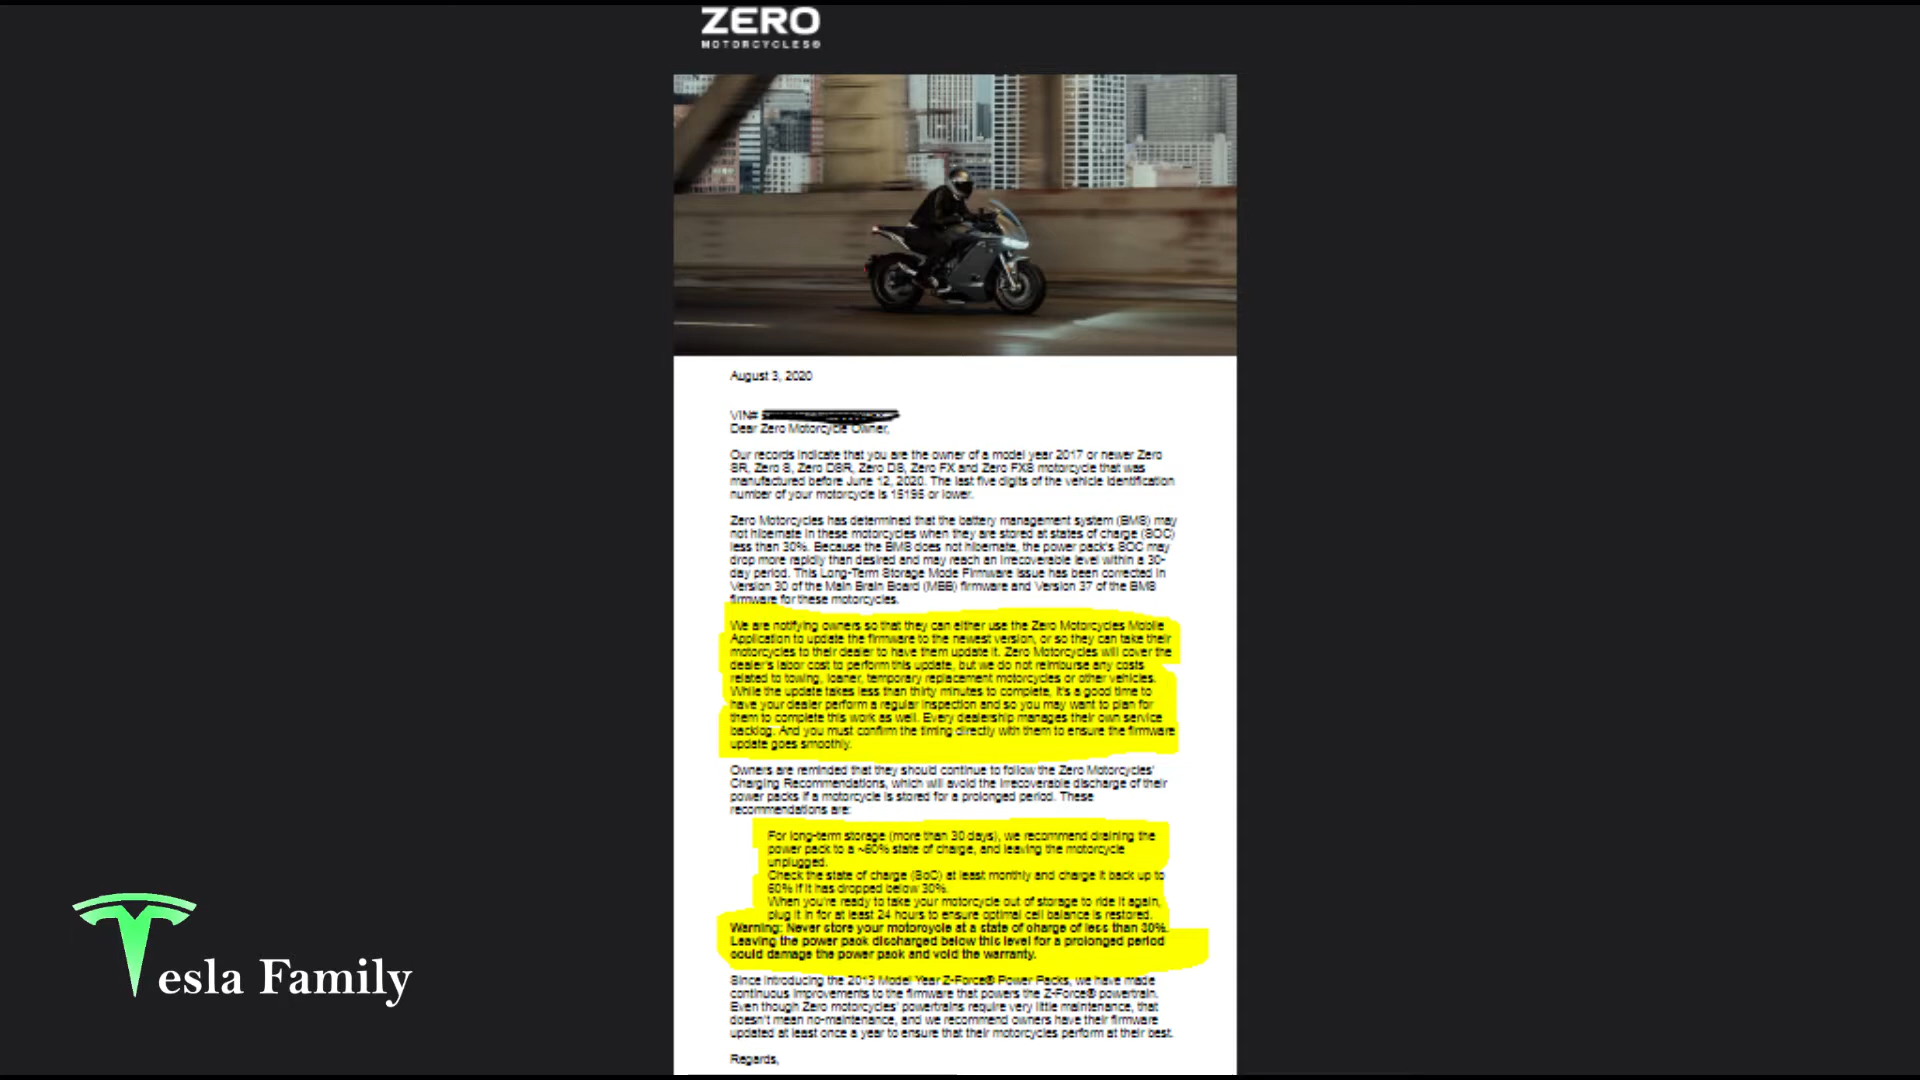 ZERO
MOTORCYCLES®
August 3, 2020
VIN#
Dear Zero Motorcycle Owner,
Our records indicate that you are the owner of a model year 2017 or newer Zero
SR, Zero S, Zero DSR, Zero DS, Zero FX and Zero FXS motorcycle that was
manufactured before June 12, 2020. The last five digits of the vehicle identification
number of your motorcycle is 15195 or lower.
Zero Motorcycles has determined that the battery management system (BMS) may
not hibernate in these motorcycles when they are stored at states of charge (SOC)
less than 30%. Because the BMS does not hibernate, the power pack's SOC may
drop more rapidly than desired and may reach an irrecoverable level within a 30-
day period. This Long-Term Storage Mode Firmware issue has been corrected in
Version 30 of the Main Brain Board (MBB) firmware and Version 37 of the BMS
firmware for these motorcycles.
We are notifying owners so that they can either use the Zero Motorcycles Mobile
Application to update the firmware to the newest version, or so they can take their
motorcycles to their dealer to have them update it. Zero Motorcycles will cover the
dealer's labor cost to perform this update, but we do not reimburse any costs
related to towing, loaner, temporary replacement motorcycles or other vehicles.
While the update takes less than thirty minutes to complete, it's a good time to
have your dealer perform a regular inspection and so you may want to plan for
them to complete this work as well. Every dealership manages their own service
backlog. And you must confirm the timing directly with them to ensure the firmware
update goes smoothly.
Owners are reminded that they should continue to follow the Zero Motorcycles'
Charging Recommendations, which will avoid the irrecoverable discharge of their
power packs if a motorcycle is stored for a prolonged period. These
recommendations are:
For long-term storage (more than 30 days), we recommend draining the
power pack to a ~60% state of charge, and leaving the motorcycle
unplugged.
Check the state of charge (SoC) at least monthly and charge it back up to
60% if it has dropped below 30%.
When you're ready to take your motorcycle out of storage to ride it again,
plug it in for at least 24 hours to ensure optimal cell balance is restored.
Warning: Never store your motorcycle at a state of charge of less than 30%.
Leaving the power pack discharged below this level for a prolonged period
could damage the power pack and void the warranty.
Since introducing the 2013 Model Year Z-Force® Power Packs, we have made
continuous improvements to the firmware that powers the Z-Force® powertrain.
Even though Zero motorcycles' powertrains require very little maintenance, that
doesn't mean no-maintenance, and we recommend owners have their firmware
updated at least once a year to ensure that their motorcycles perform at their best.
Regards,
Tesla Family